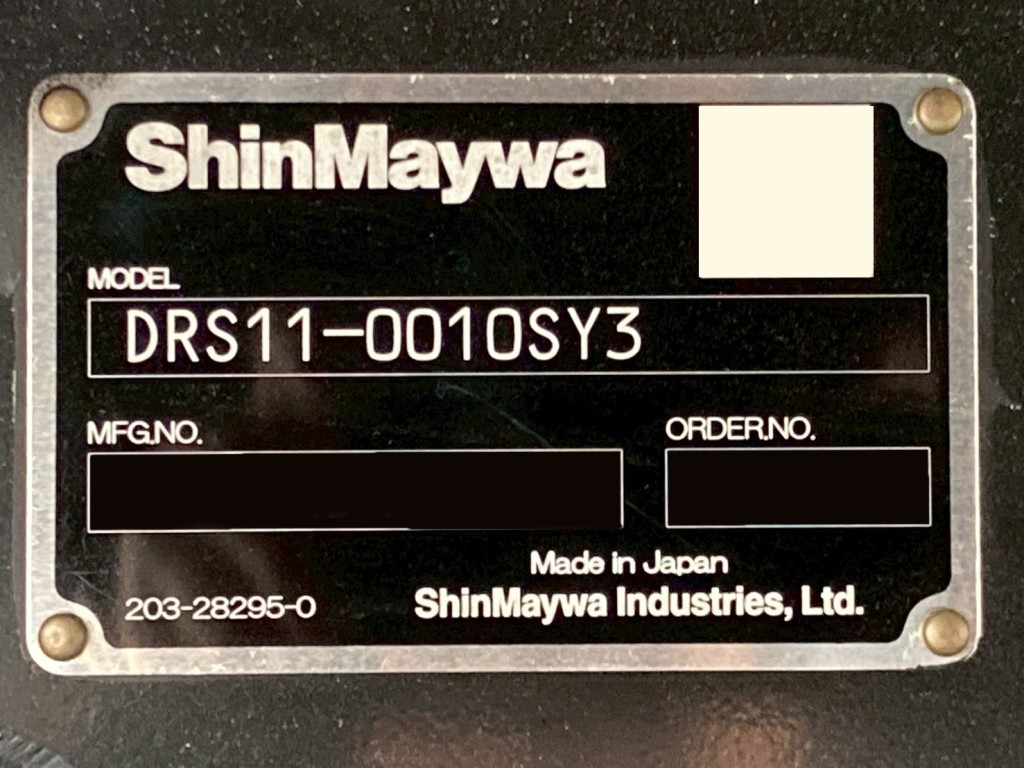 ShinMaywa
MODEL
DRS11-0010SY3
MFG.NO.
ORDER.NO.
Made in Japan
203-28295-0
ShinMaywa Industries, Ltd.